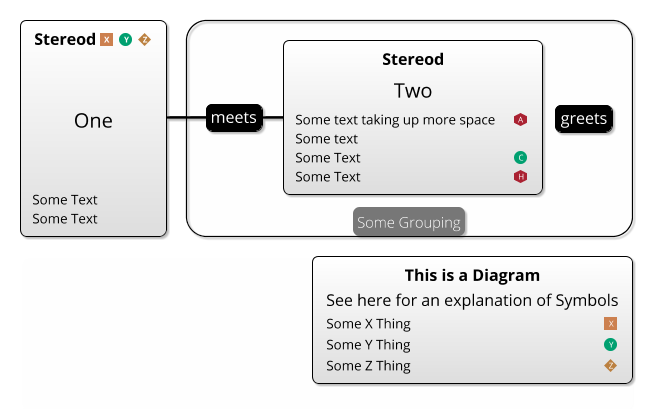 Stereod X Y Z
One
Some Text
Some Text
meets
Stereod
Two
Some text taking up more space A
Some text
Some Text C
Some Text H
greets
Some Grouping
This is a Diagram
See here for an explanation of Symbols
Some X Thing X
Some Y Thing Y
Some Z Thing Z